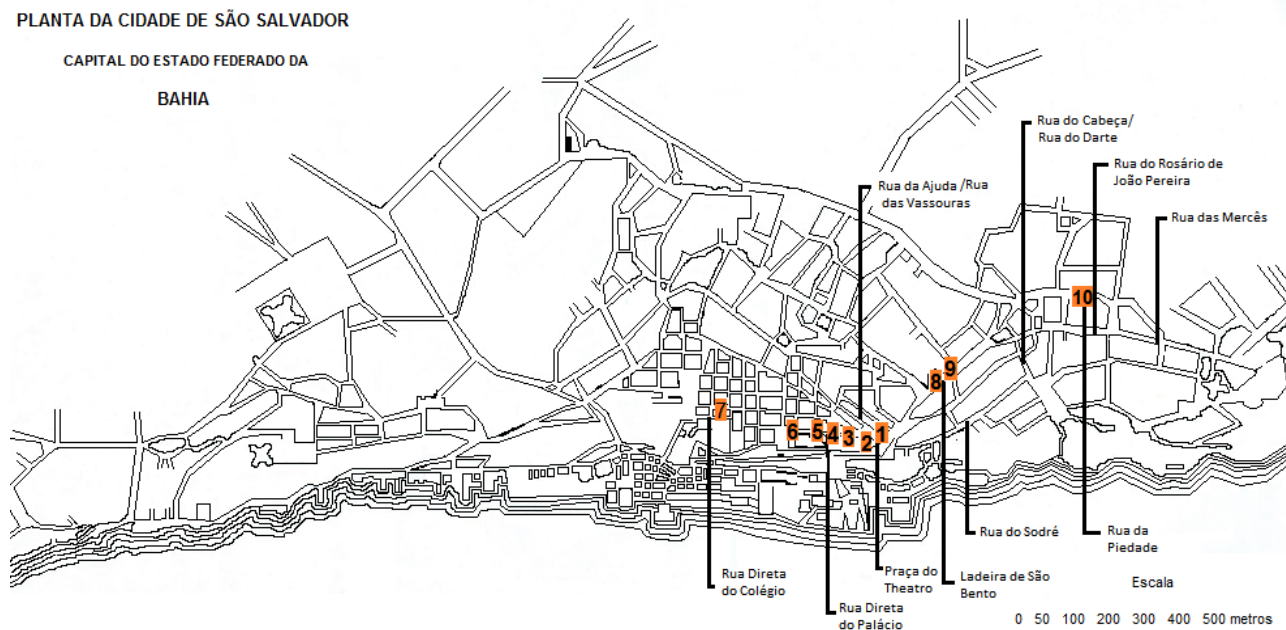 PLANTA DA CIDADE DE SÃO SALVADOR
CAPITAL DO ESTADO FEDERADO DA
BAHIA
Rua do Cabeça/
Rua do Darte
Rua do Rosário de
João Pereira
Rua da Ajuda /Rua
das Vassouras
Rua das Mercês
10
9
8
7
6
5
4
3
2
1
Rua do Sodré
Rua da
Piedade
Rua Direta
do Colégio
Praça do
Theatro
Ladeira de São
Bento
Rua Direta
do Palácio
Escala
0 50 100 200 300 400 500 metros